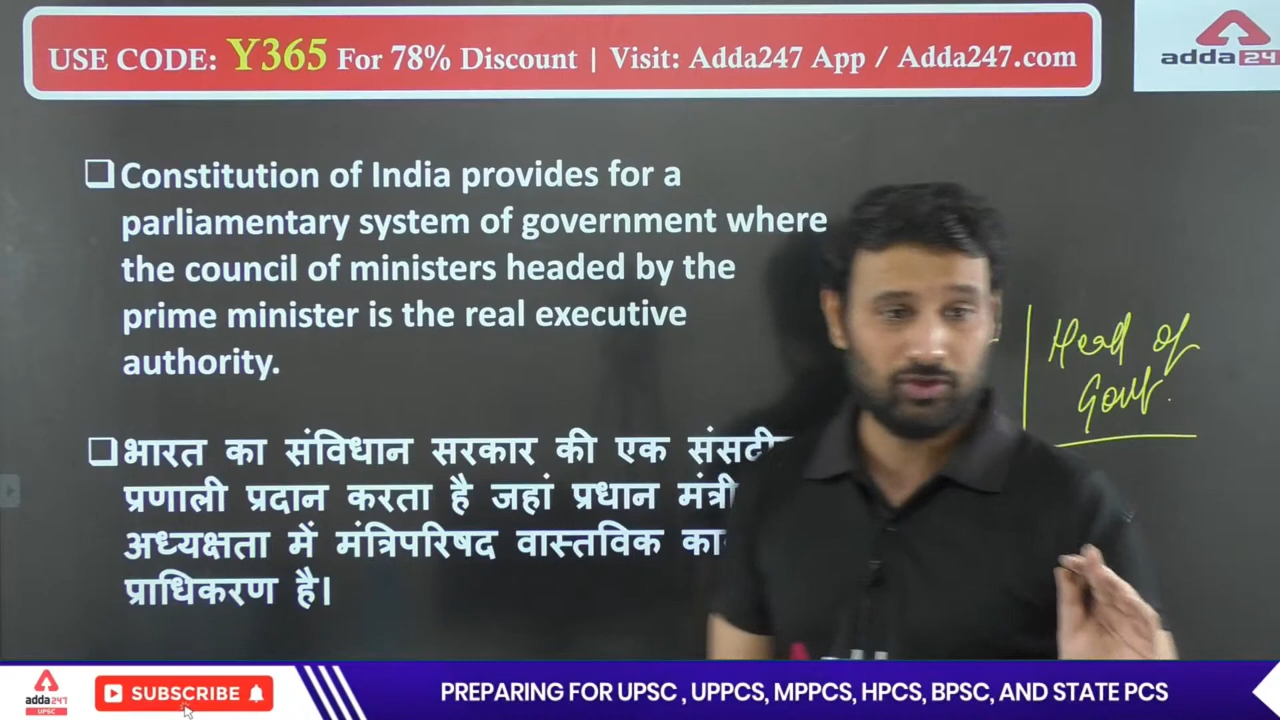 USE CODE: Y365 For 78% Discount | Visit: Adda247 App / Adda247.com
adda 24
❑ Constitution of India provides for a
parliamentary system of government where
the council of ministers headed by the
prime minister is the real executive
authority.
Head of
Govt.
❑ भारत का संविधान सरकार की एक
प्रणाली प्रदान करता है जहां प्रधान मंत्री
अध्यक्षता में मंत्रिपरिषद वास्तविक
प्राधिकरण है।
adda247
UPSC
SUBSCRIBE
PREPARING FOR UPSC , UPPCS, MPPCS, HPCS, BPSC, AND STATE PCS